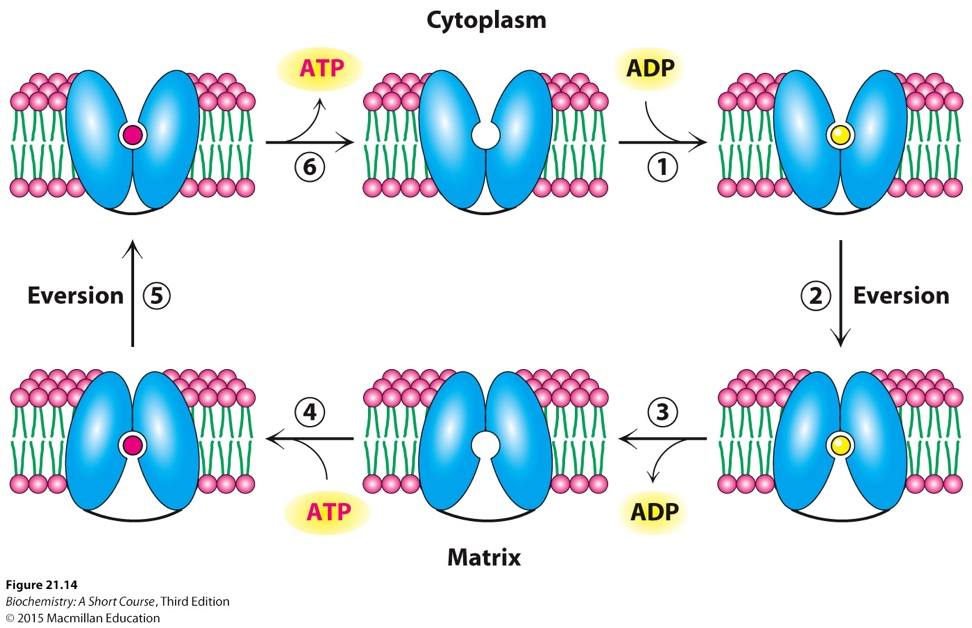 Cytoplasm
ATP
ADP
6
1
Eversion 5
2 Eversion
4
3
ATP
ADP
Matrix
Figure 21.14
Biochemistry: A Short Course, Third Edition
© 2015 Macmillan Education